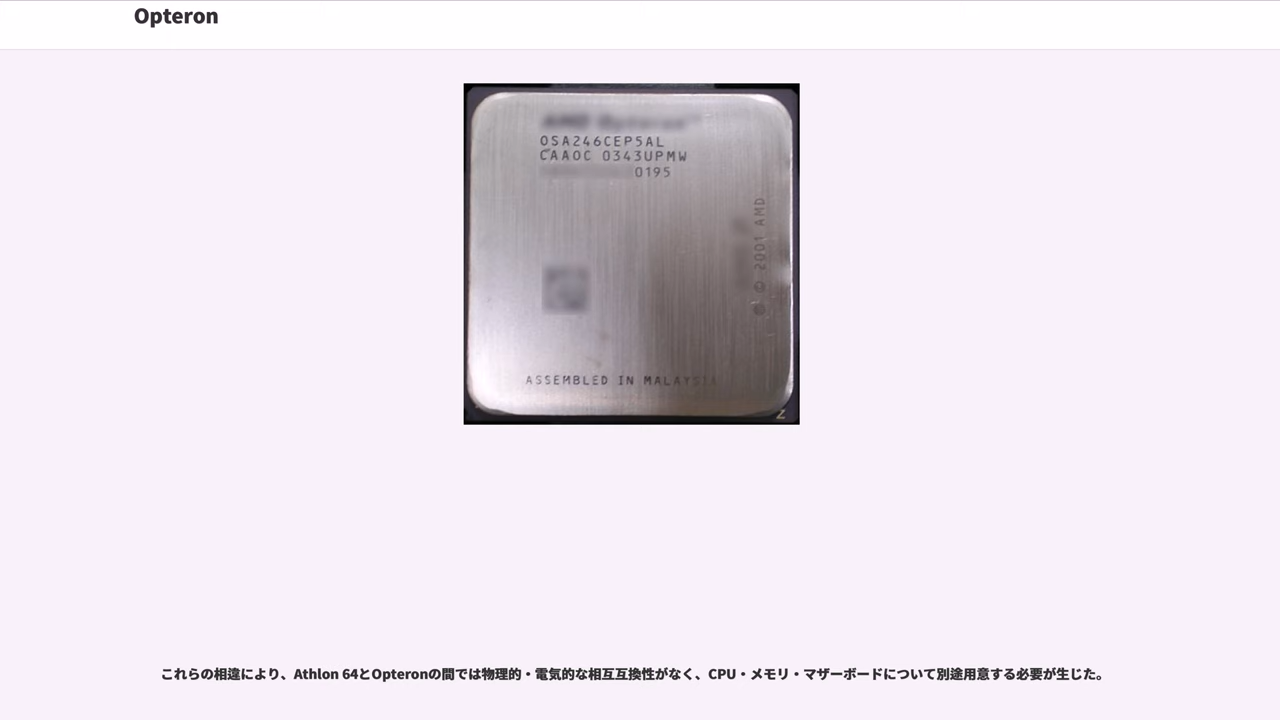 Opteron
OSA246CEP5AL
CAAOC 0343UPMW
0195
© 2001 AMD
ASSEMBLED IN MALAYSIA
Z
これらの相違により、Athlon 64とOpteronの間では物理的・電気的な相互互換性がなく、CPU・メモリ・マザーボードについて別途用意する必要が生じた。